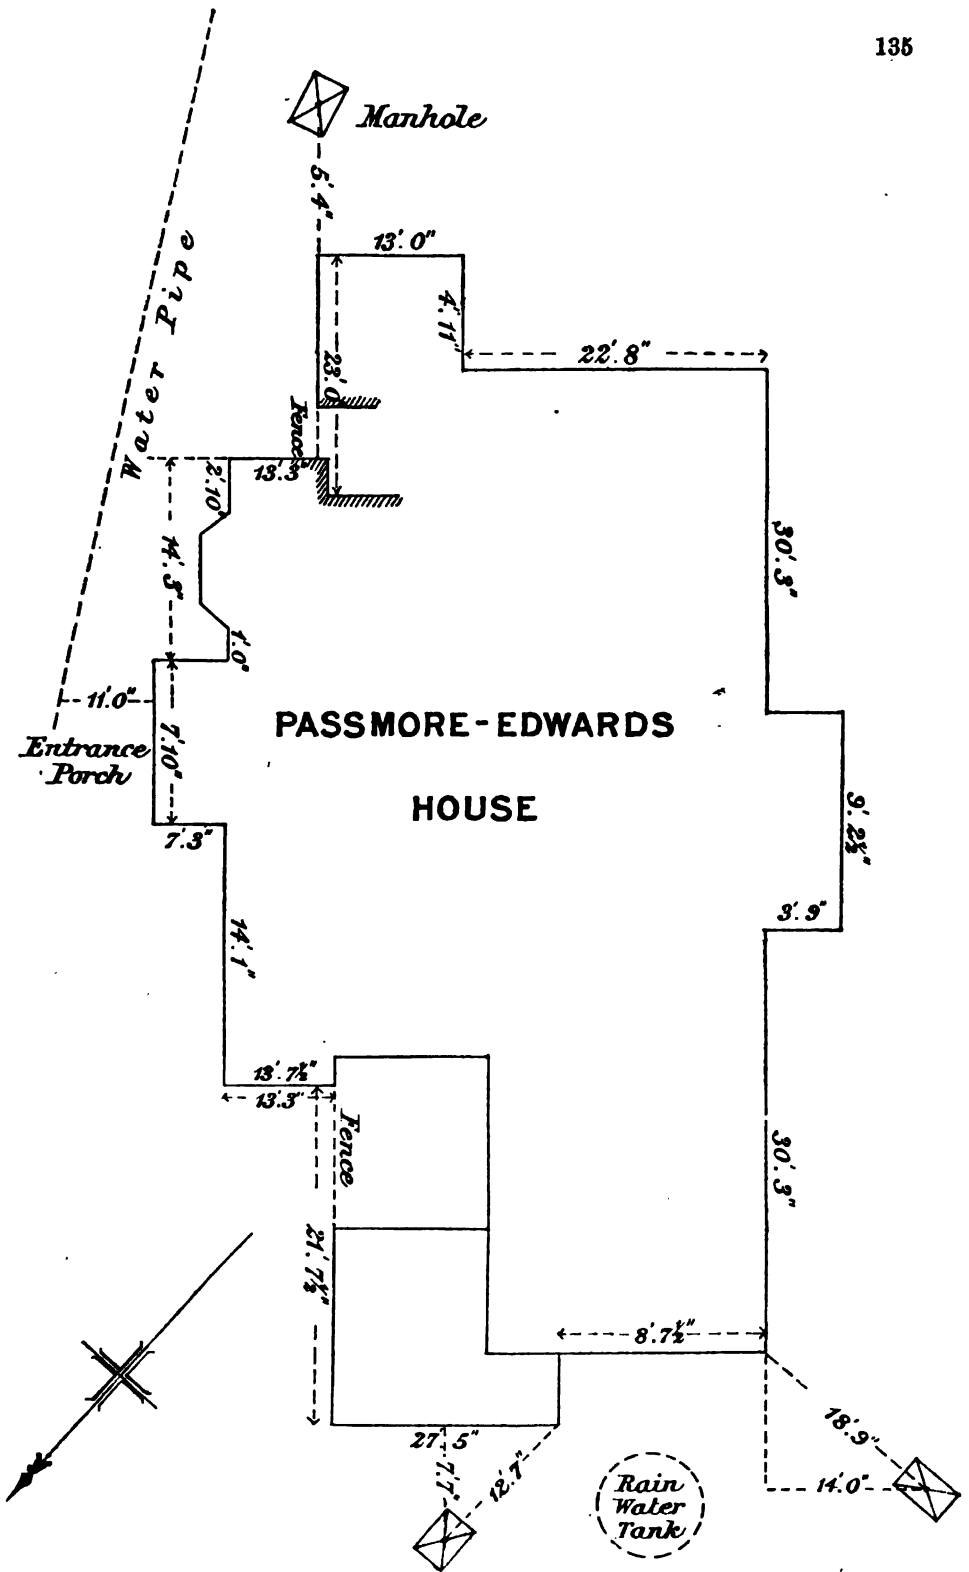 135
Manhole
5'.4"
13'.0"
4'.11"
22'.8"
Water Pipe
23'.0
Fence
13'.3"
2'.10"
14'.3"
30'.3"
1'.0"
11'.0"
PASSMORE-EDWARDS
HOUSE
Entrance
Porch
7'.10"
7'.3"
9'.2½"
3'.9"
14'.1"
13'.7½"
13'.3"
Fence
30'.3"
21'.7½"
8'.7½"
18'.9"
27'.5"
7'.7"
12'.7"
Rain
Water
Tank
14'.0"